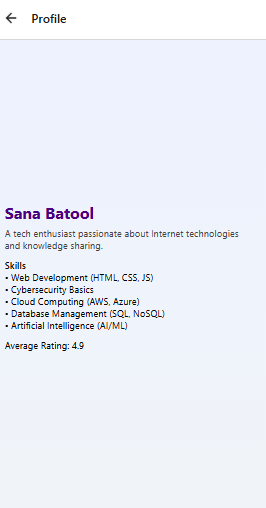 Profile
Sana Batool
A tech enthusiast passionate about Internet technologies
and knowledge sharing.
Skills
• Web Development (HTML, CSS, JS)
• Cybersecurity Basics
• Cloud Computing (AWS, Azure)
• Database Management (SQL, NoSQL)
• Artificial Intelligence (AI/ML)
Average Rating: 4.9